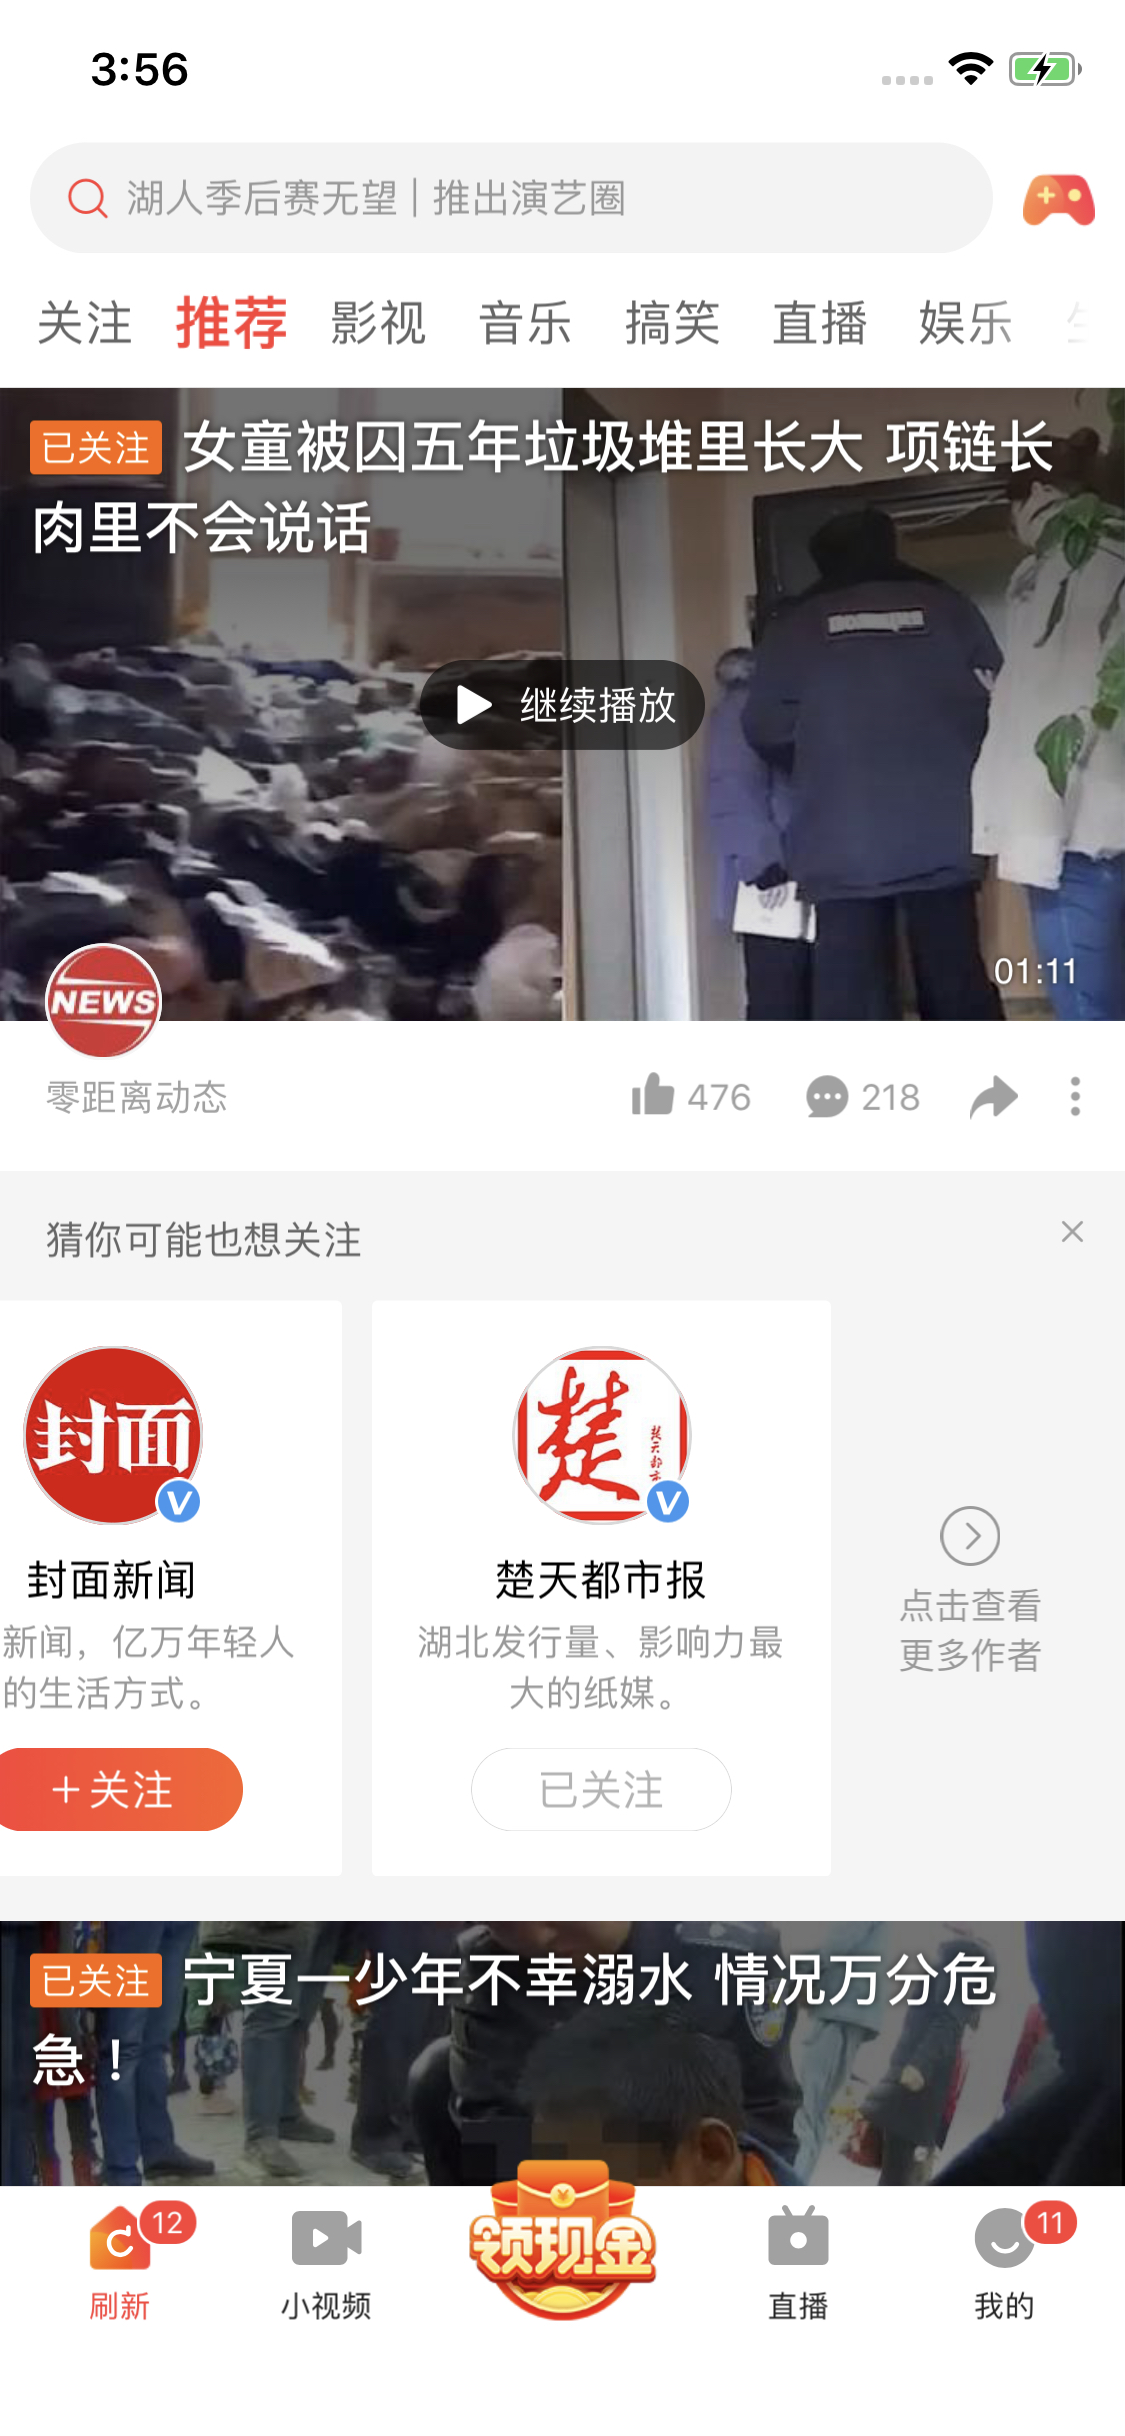 3:56
湖人季后赛无望 | 推出演艺圈
关注 推荐 影视 音乐 搞笑 直播 娱乐
已关注 女童被囚五年垃圾堆里长大 项链长
肉里不会说话
继续播放
01:11
NEWS
零距离动态 476 218
猜你可能也想关注
封面
楚
楚天都市
封面新闻
新闻，亿万年轻人
的生活方式。
+关注
楚天都市报
湖北发行量、影响力最
大的纸媒。
已关注
点击查看
更多作者
已关注 宁夏一少年不幸溺水 情况万分危
急！
12
领现金
11
刷新 小视频 直播 我的